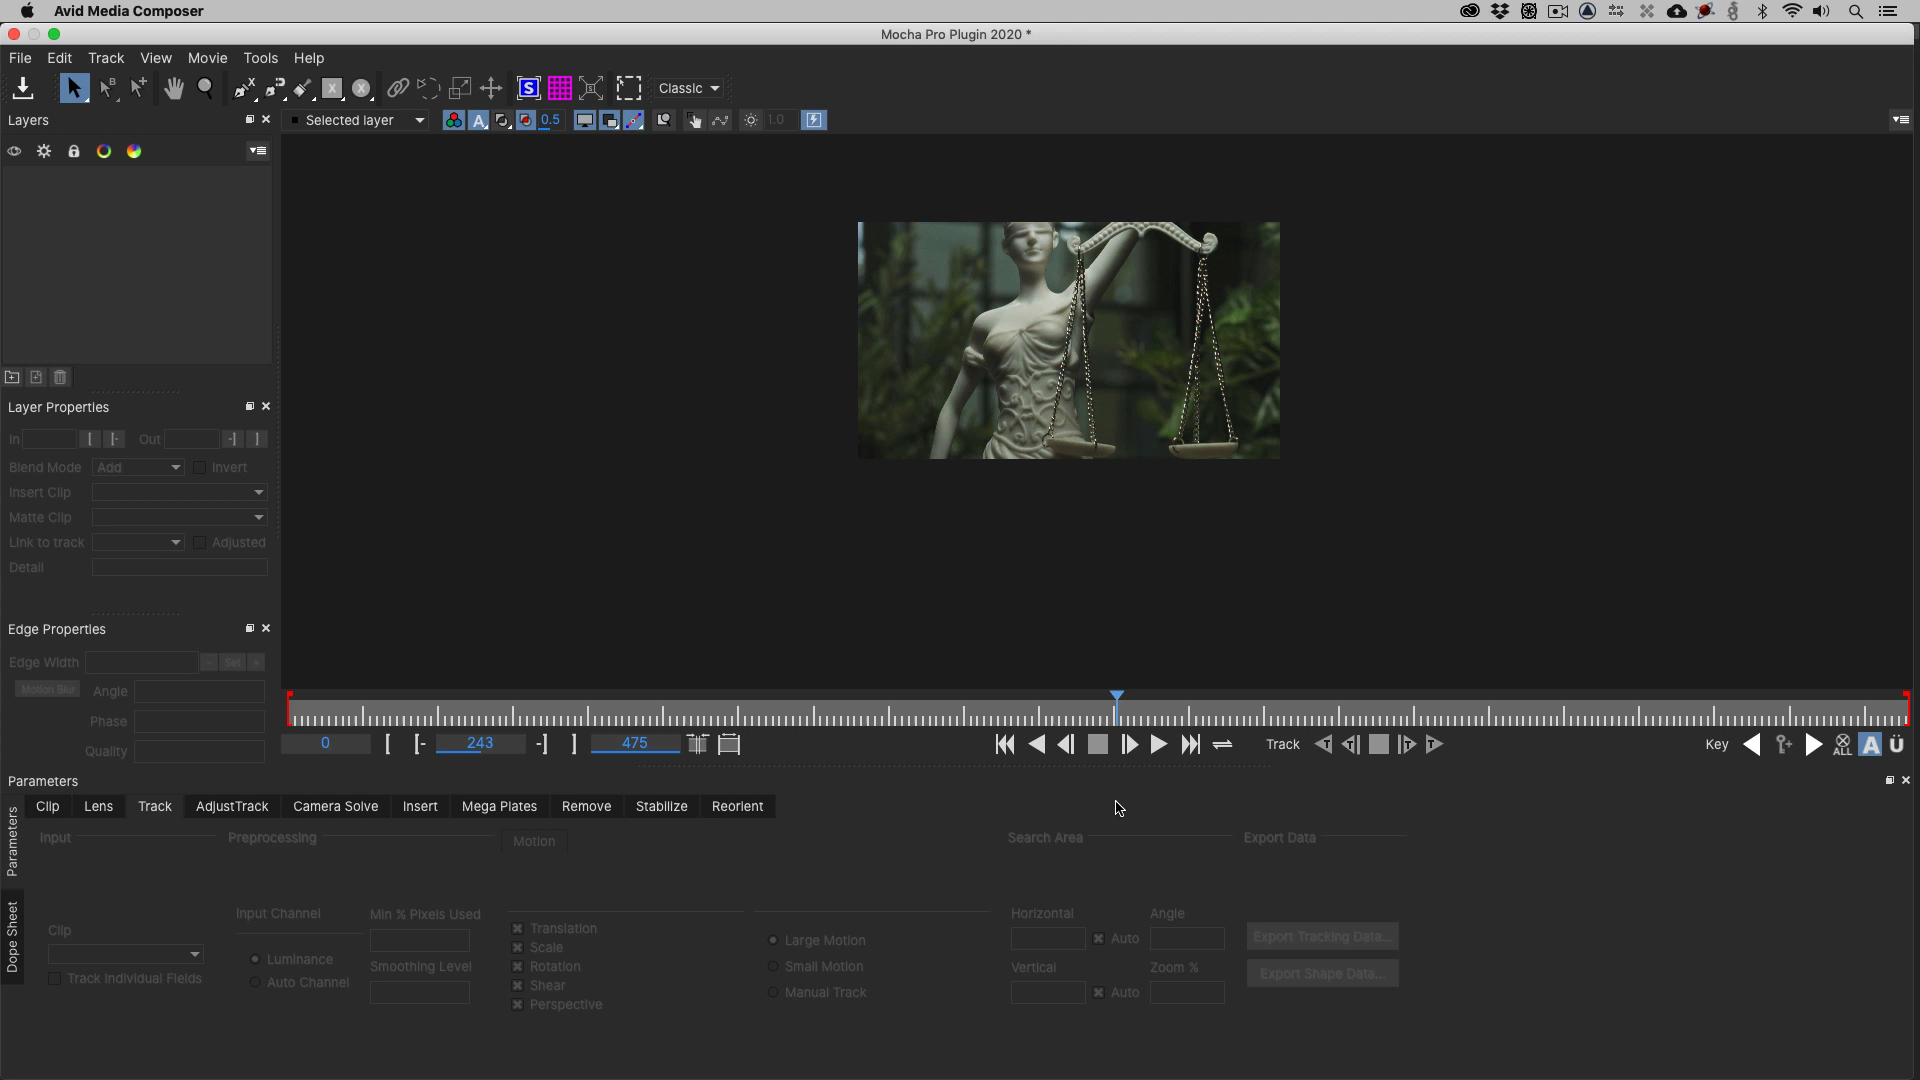 Avid Media Composer
Mocha Pro Plugin 2020 *
File Edit Track View Movie Tools Help
Classic
Layers
Selected layer
0.5
1.0
Layer Properties
In
Out
Blend Mode Add Invert
Insert Clip
Matte Clip
Link to track Adjusted
Detail
Edge Properties
Edge Width - Set +
Motion Blur Angle
Phase
Quality
0 243 475 Track Key ALL A Ü
Parameters
Clip Lens Track AdjustTrack Camera Solve Insert Mega Plates Remove Stabilize Reorient
Parameters
Dope Sheet
Input Preprocessing Motion Search Area Export Data
Input Channel Min % Pixels Used Horizontal Angle
Clip Translation
Large Motion Auto Export Tracking Data...
Scale
Luminance
Smoothing Level Rotation Small Motion Vertical Zoom %
Track Individual Fields Auto Channel Shear Export Shape Data...
Manual Track Auto
Perspective